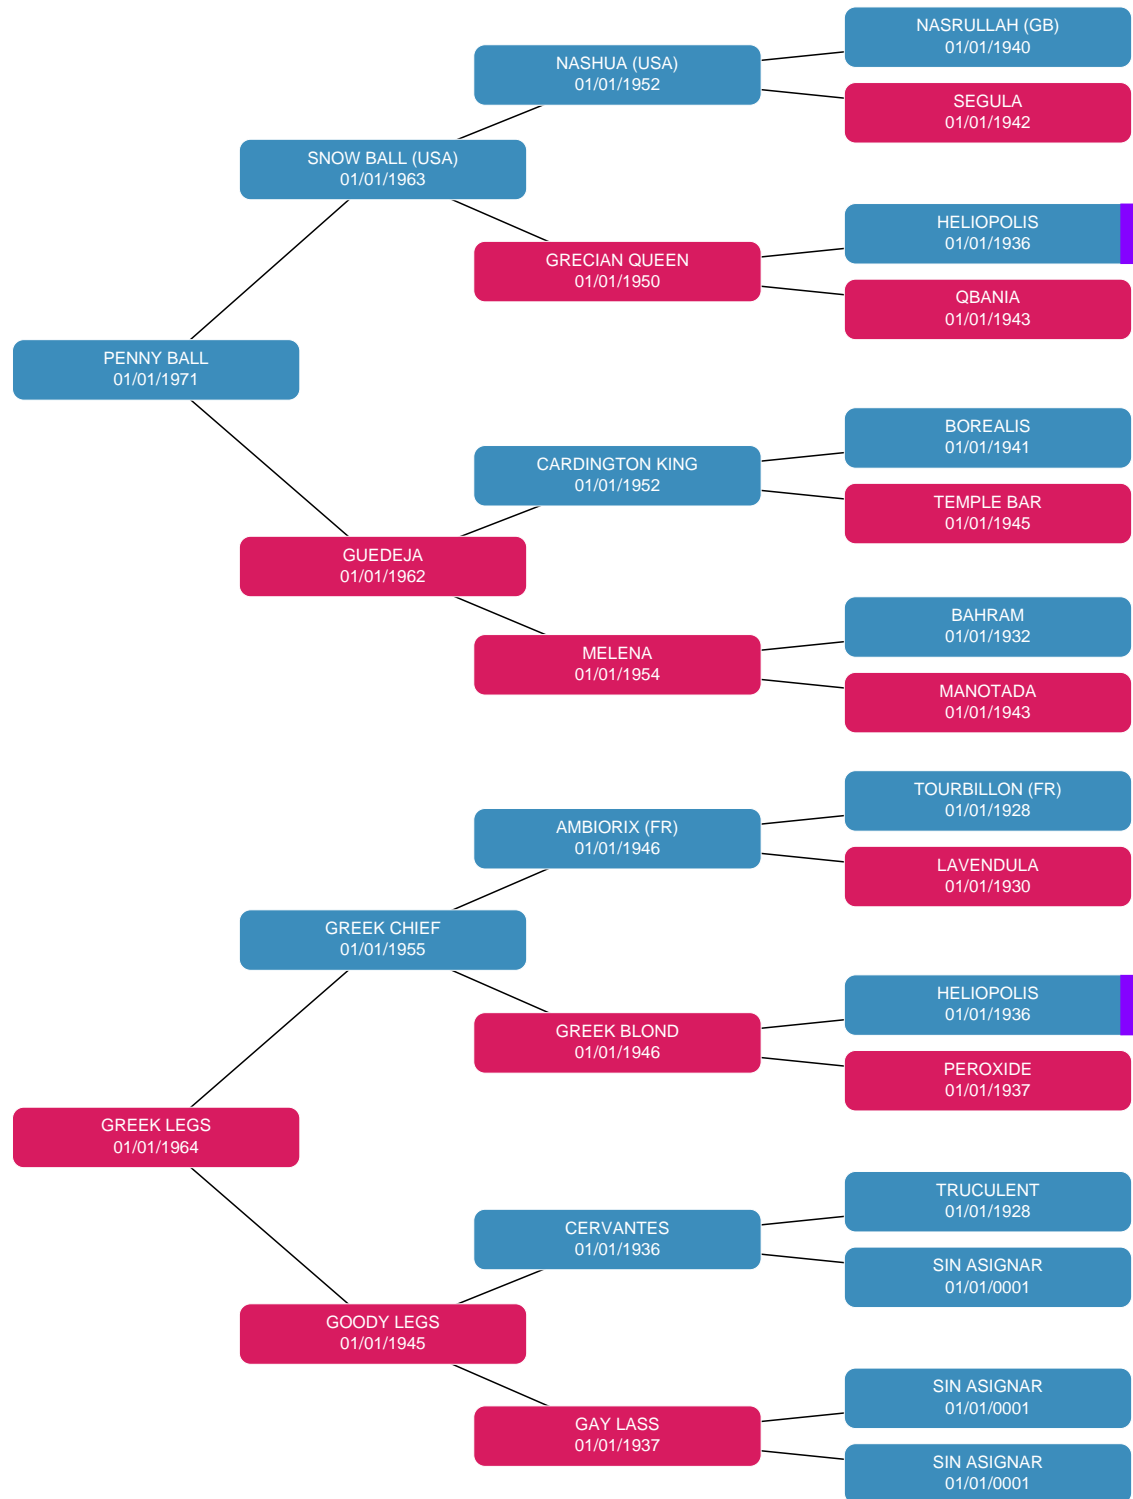 NASRULLAH (GB)
01/01/1940
NASHUA (USA)
01/01/1952
SEGULA
01/01/1942
SNOW BALL (USA)
01/01/1963
HELIOPOLIS
01/01/1936
GRECIAN QUEEN
01/01/1950
QBANIA
01/01/1943
PENNY BALL
01/01/1971
BOREALIS
01/01/1941
CARDINGTON KING
01/01/1952
TEMPLE BAR
01/01/1945
GUEDEJA
01/01/1962
BAHRAM
01/01/1932
MELENA
01/01/1954
MANOTADA
01/01/1943
TOURBILLON (FR)
01/01/1928
AMBIORIX (FR)
01/01/1946
LAVENDULA
01/01/1930
GREEK CHIEF
01/01/1955
HELIOPOLIS
01/01/1936
GREEK BLOND
01/01/1946
PEROXIDE
01/01/1937
GREEK LEGS
01/01/1964
TRUCULENT
01/01/1928
CERVANTES
01/01/1936
SIN ASIGNAR
01/01/0001
GOODY LEGS
01/01/1945
SIN ASIGNAR
01/01/0001
GAY LASS
01/01/1937
SIN ASIGNAR
01/01/0001